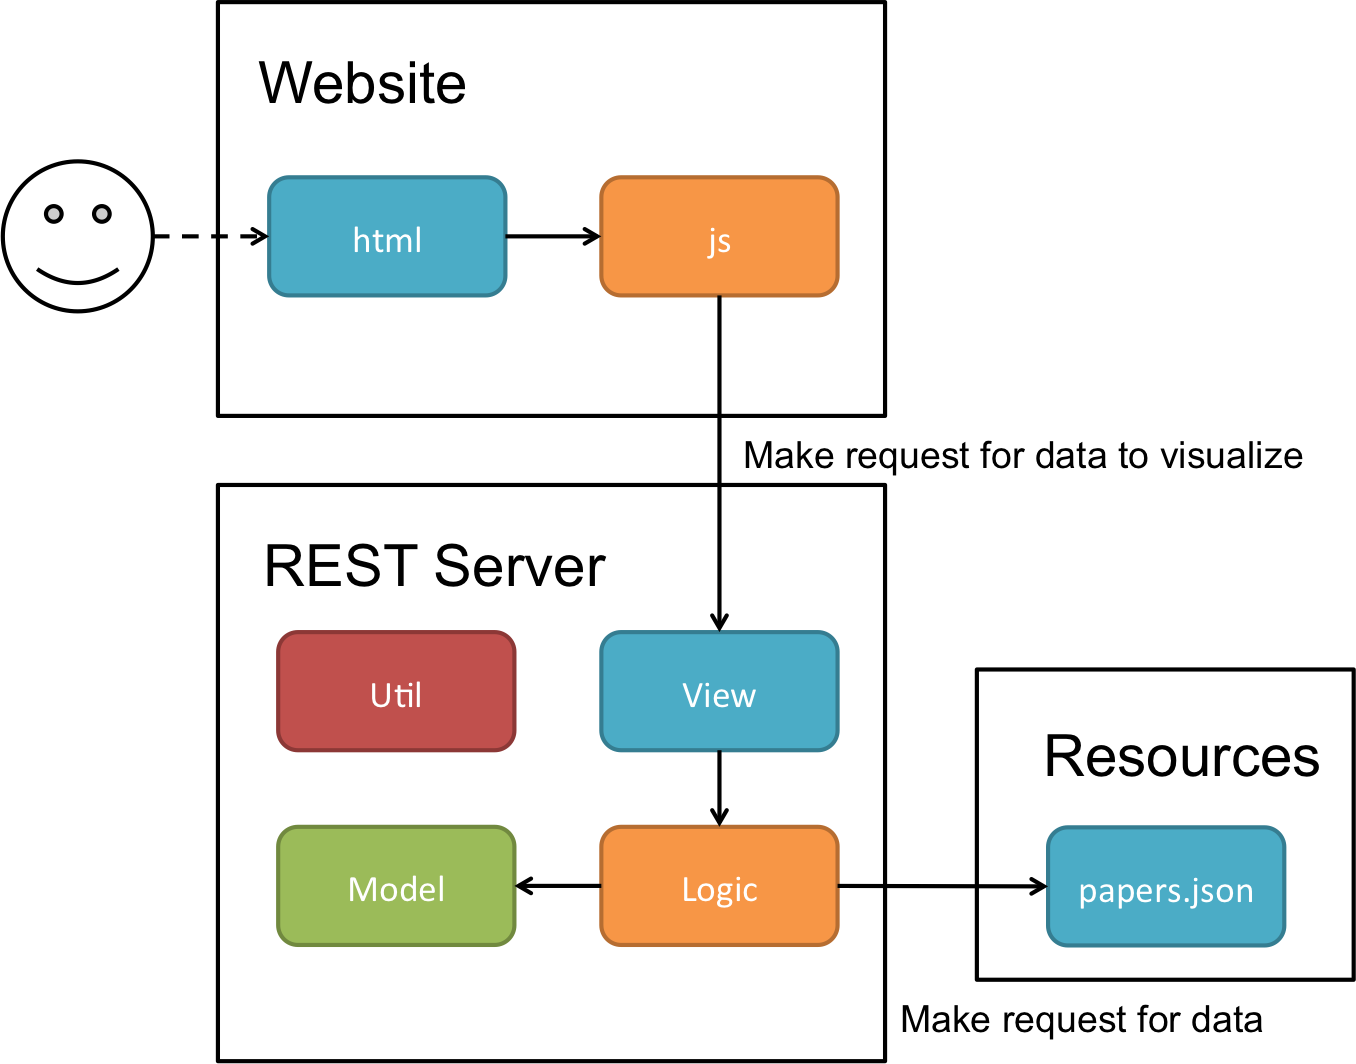 Website
html
js
Make request for data to visualize
REST Server
Util
View
Resources
Model
Logic
papers.json
Make request for data